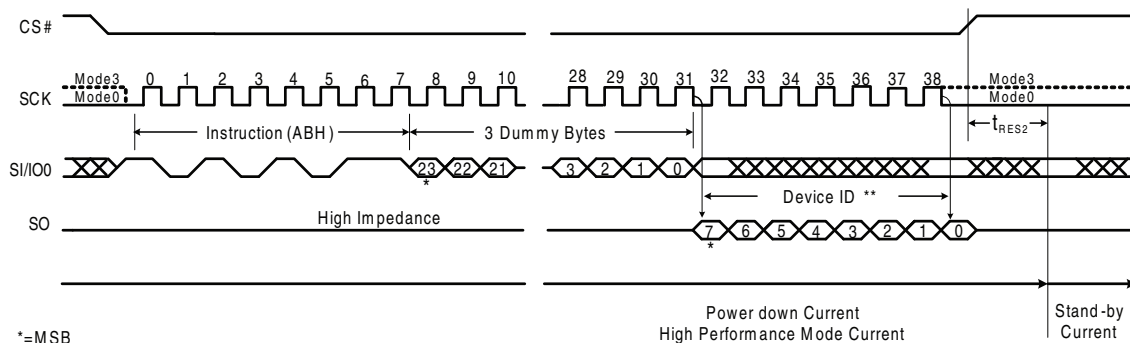 CS#
Mode3
Mode0
SCK
0 1 2 3 4 5 6 7 8 9 10 28 29 30 31 32 33 34 35 36 37 38
Mode3
Mode0
Instruction (ABH)
3 Dummy Bytes
tRES2
SI/IO0
23 22 21 3 2 1 0
*
Device ID **
High Impedance
SO
7 6 5 4 3 2 1 0
*
Power down Current
High Performance Mode Current
Stand-by
Current
*=MSB